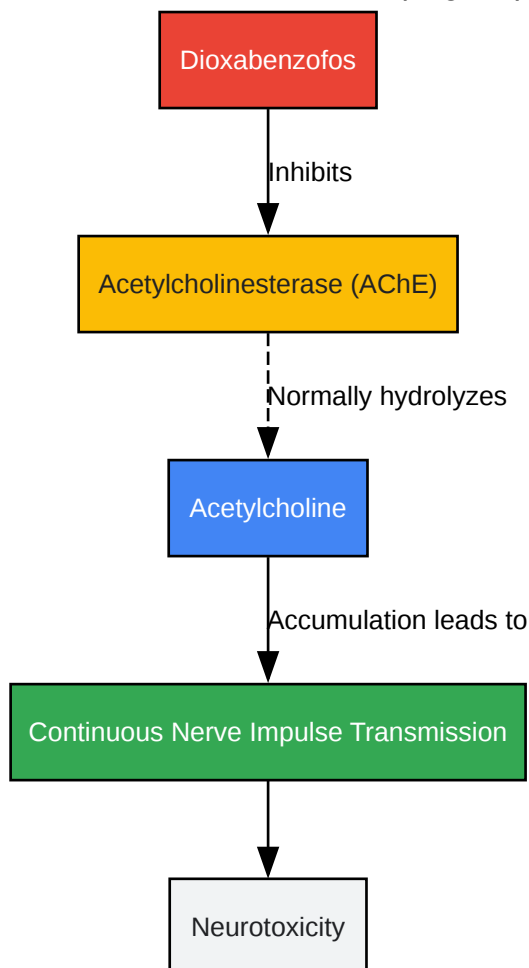 Dioxabenzofos
Inhibits
Acetylcholinesterase (AChE)
Normally hydrolyzes
Acetylcholine
Accumulation leads to
Continuous Nerve Impulse Transmission
Neurotoxicity